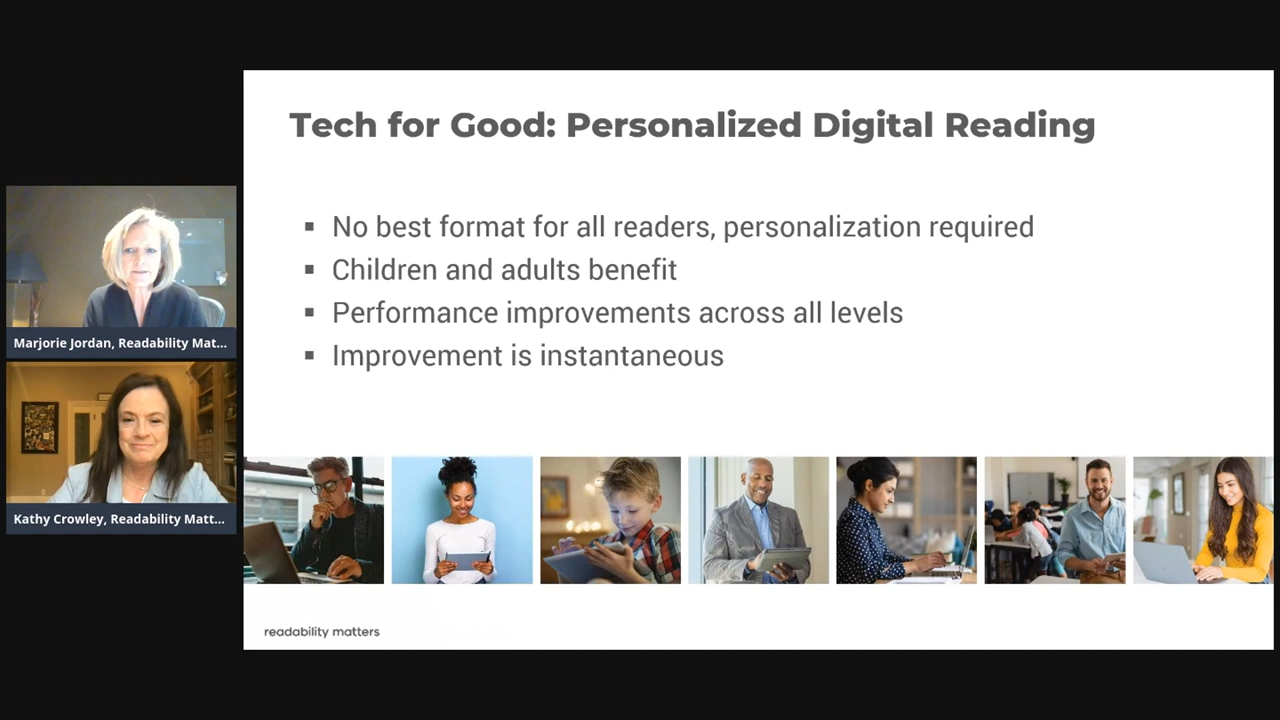 Tech for Good: Personalized Digital Reading
▪ No best format for all readers, personalization required
▪ Children and adults benefit
▪ Performance improvements across all levels
▪ Improvement is instantaneous
Marjorie Jordan, Readability Mat...
Kathy Crowley, Readability Matt...
readability matters